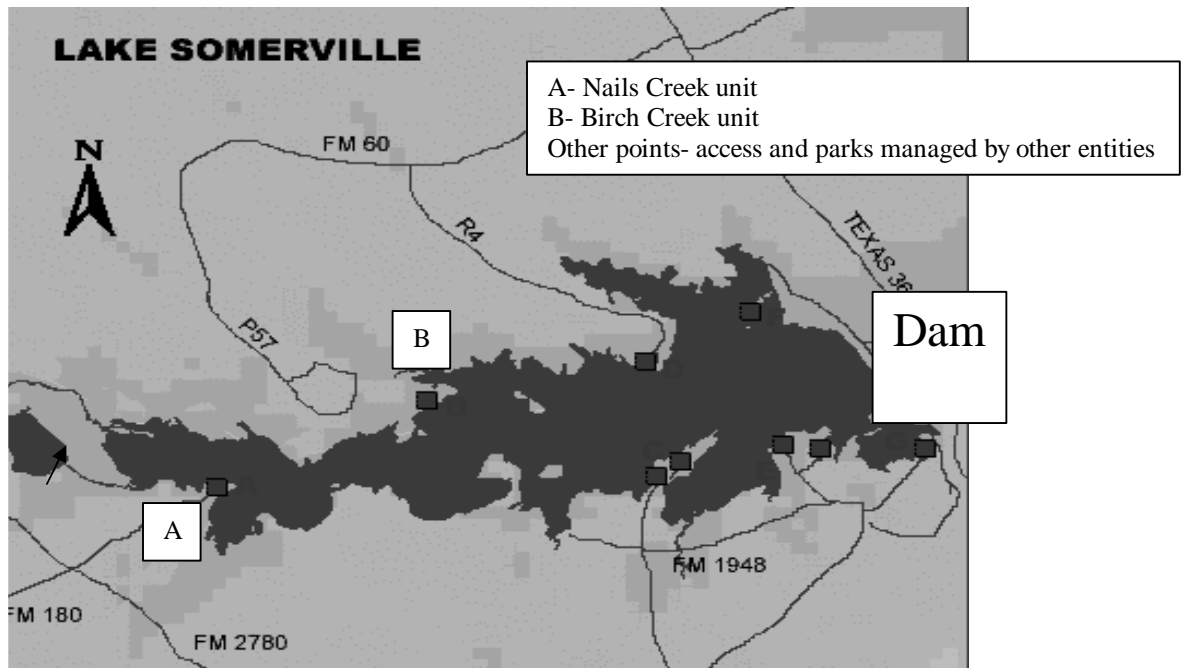 LAKE SOMERVILLE
A- Nails Creek unit
B- Birch Creek unit
Other points- access and parks managed by other entities
N
FM 60
R4
TEXAS 36
P57
B
Dam
D
B
C
G
E
A
A
FM 1948
FM 180
FM 2780